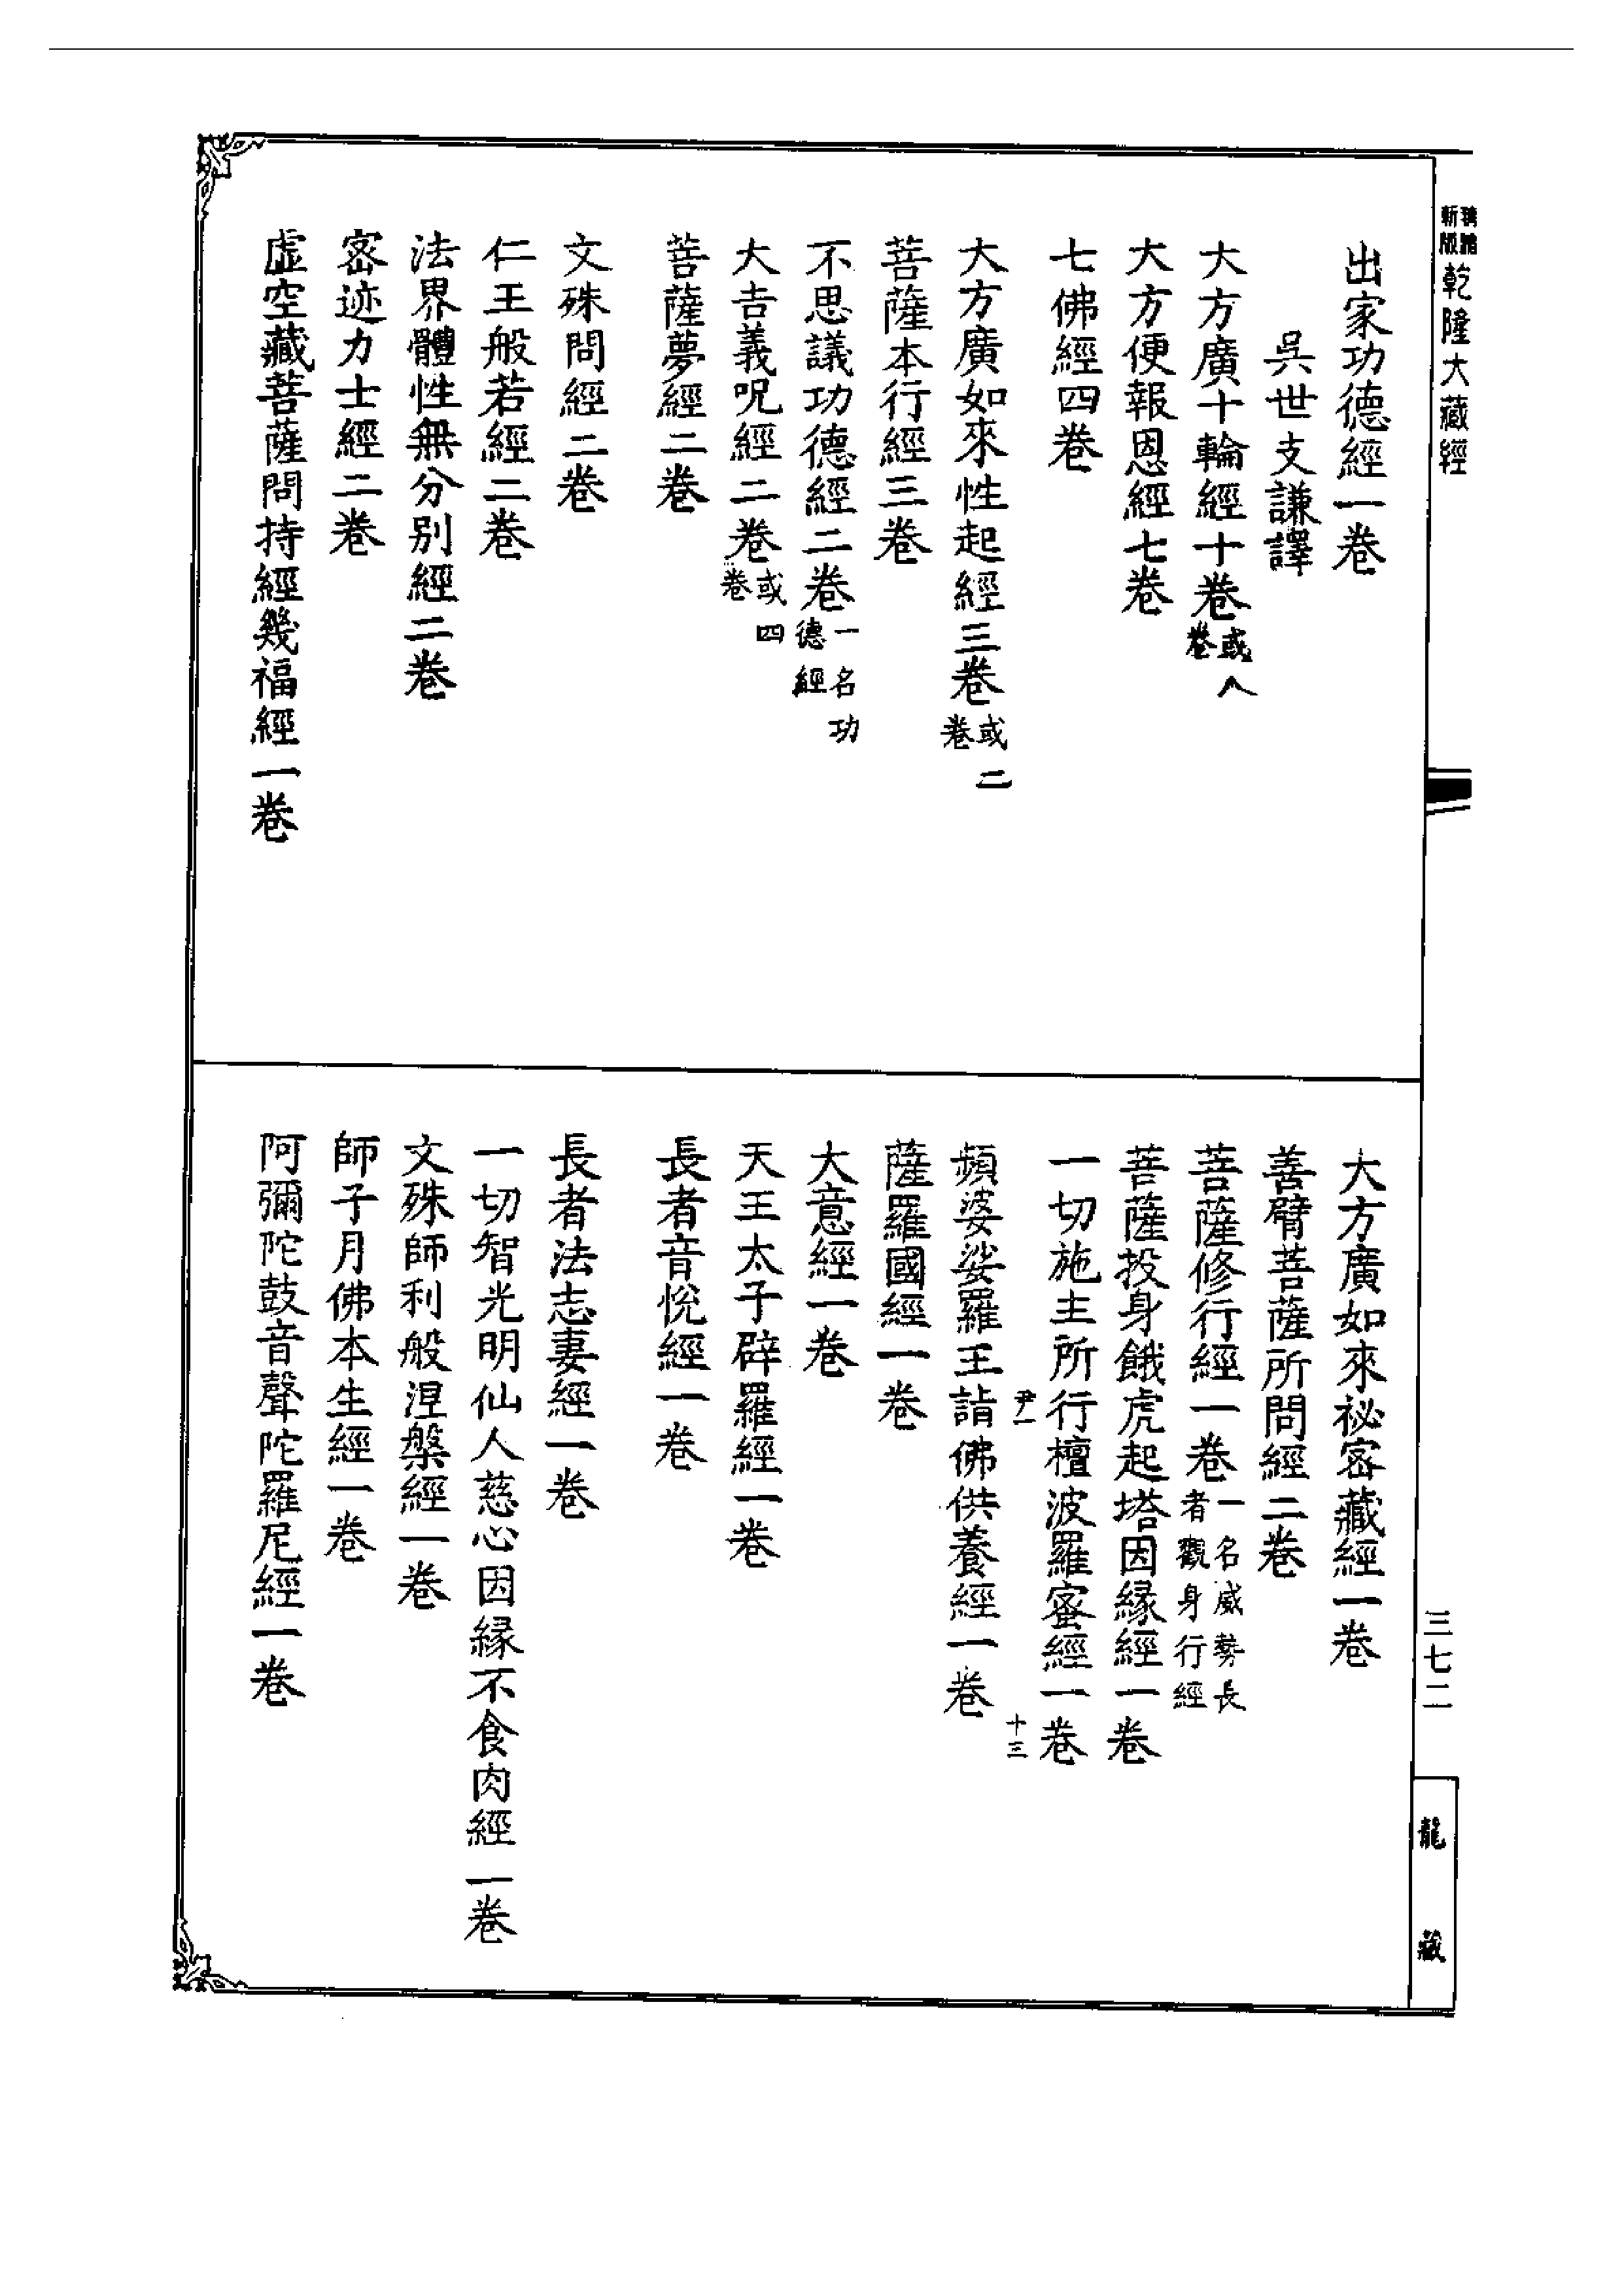 新版
乾隆大藏經
出家功德經一卷
吳世支謙譯
大方廣十輪經十卷或八卷
大方便報恩經七卷
七佛經四卷
大方廣如來性起經三卷或二卷
菩薩本行經三卷
不思議功德經二卷一名功德經
大吉義呪經二卷或四卷
菩薩夢經二卷
文殊問經二卷
仁王般若經二卷
法界體性無分別經二卷
密迹力士經二卷
虛空藏菩薩問持經幾福經一卷
大方廣如來祕密藏經一卷
善臂菩薩所問經二卷
菩薩修行經一卷一名威勢長者觀身行經
菩薩投身餓虎起塔因緣經一卷
一切施主所行檀波羅蜜經一卷
尹一
十三
頻婆娑羅王詣佛供養經一卷
薩羅國經一卷
大意經一卷
天王太子辟羅經一卷
長者音悅經一卷
長者法志妻經一卷
一切智光明仙人慈心因緣不食肉經一卷
文殊師利般涅槃經一卷
師子月佛本生經一卷
阿彌陀鼓音聲陀羅尼經一卷
三七二
龍藏